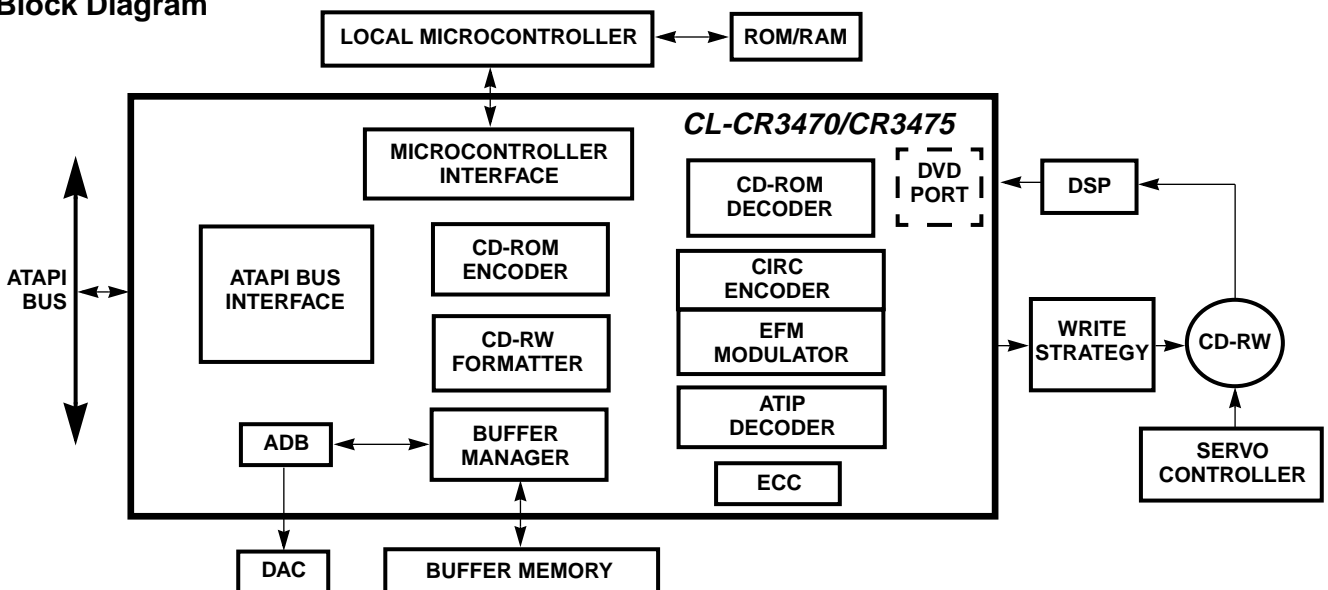 Block Diagram
LOCAL MICROCONTROLLER
ROM/RAM
CL-CR3470/CR3475
MICROCONTROLLER
INTERFACE
CD-ROM
DECODER
DVD
PORT
DSP
ATAPI
BUS
ATAPI BUS
INTERFACE
CD-ROM
ENCODER
CIRC
ENCODER
CD-RW
FORMATTER
EFM
MODULATOR
WRITE
STRATEGY
CD-RW
ADB
BUFFER
MANAGER
ATIP
DECODER
ECC
SERVO
CONTROLLER
DAC
BUFFER MEMORY